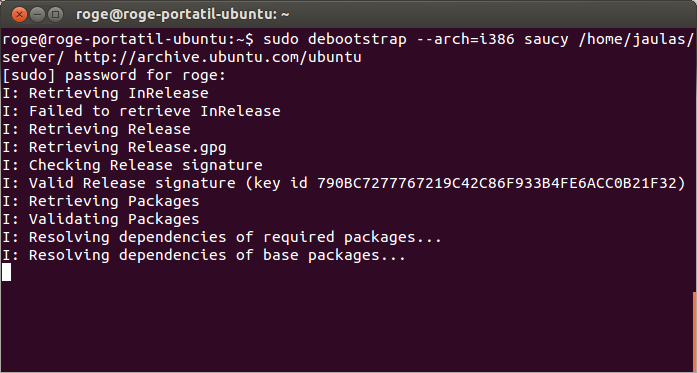 roge@roge-portatil-ubuntu: ~
roge@roge-portatil-ubuntu:~$ sudo debootstrap --arch=i386 saucy /home/jaulas/
server/ http://archive.ubuntu.com/ubuntu
[sudo] password for roge:
I: Retrieving InRelease
I: Failed to retrieve InRelease
I: Retrieving Release
I: Retrieving Release.gpg
I: Checking Release signature
I: Valid Release signature (key id 790BC7277767219C42C86F933B4FE6ACC0B21F32)
I: Retrieving Packages
I: Validating Packages
I: Resolving dependencies of required packages...
I: Resolving dependencies of base packages...